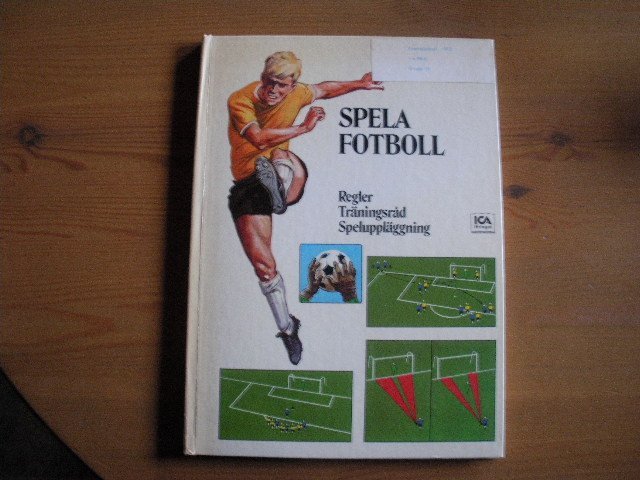 SPELA
FOTBOLL
Regler
Träningsråd
Speluppläggning
ICA